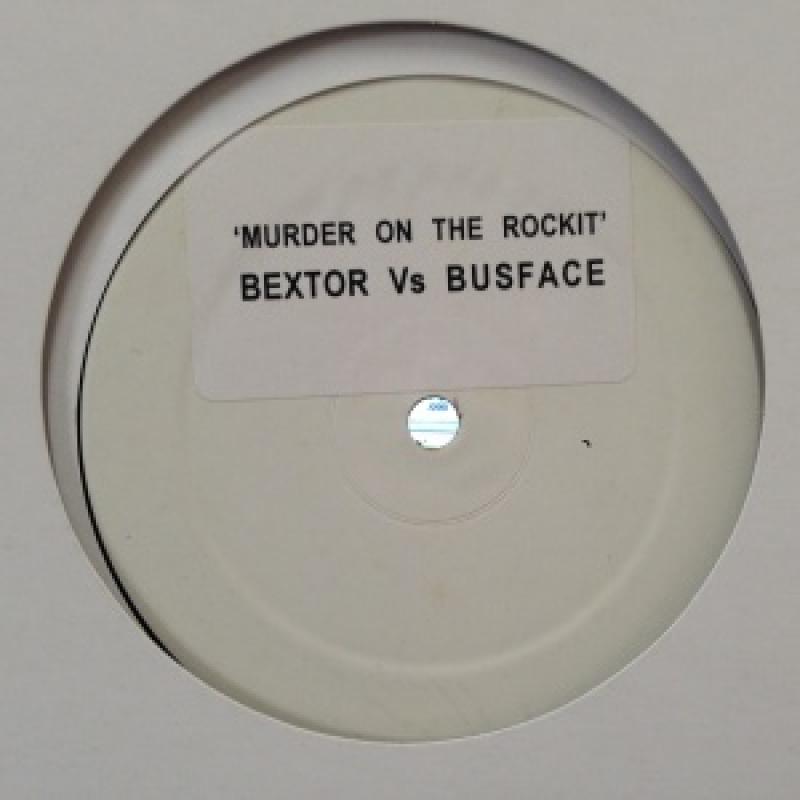 ‘MURDER ON THE ROCKIT’
BEXTOR Vs BUSFACE